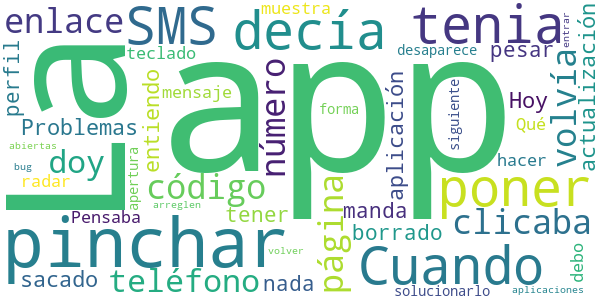 enlace
SMS
decía
muestra
tenia
desaparece
pesar
entrar
actualización
volvía
perfil
La
app
teclado
mensaje
entiendo
número
forma
aplicación
siguiente
Hoy
Qué
Problemas
doy
abiertas
bug
radar
apertura
código
arreglen
tener
página
manda
poner
hacer
Pensaba
pinchar
borrado
clicaba
debo
sacado
teléfono
nada
volver
Cuando
solucionarlo
aplicaciones